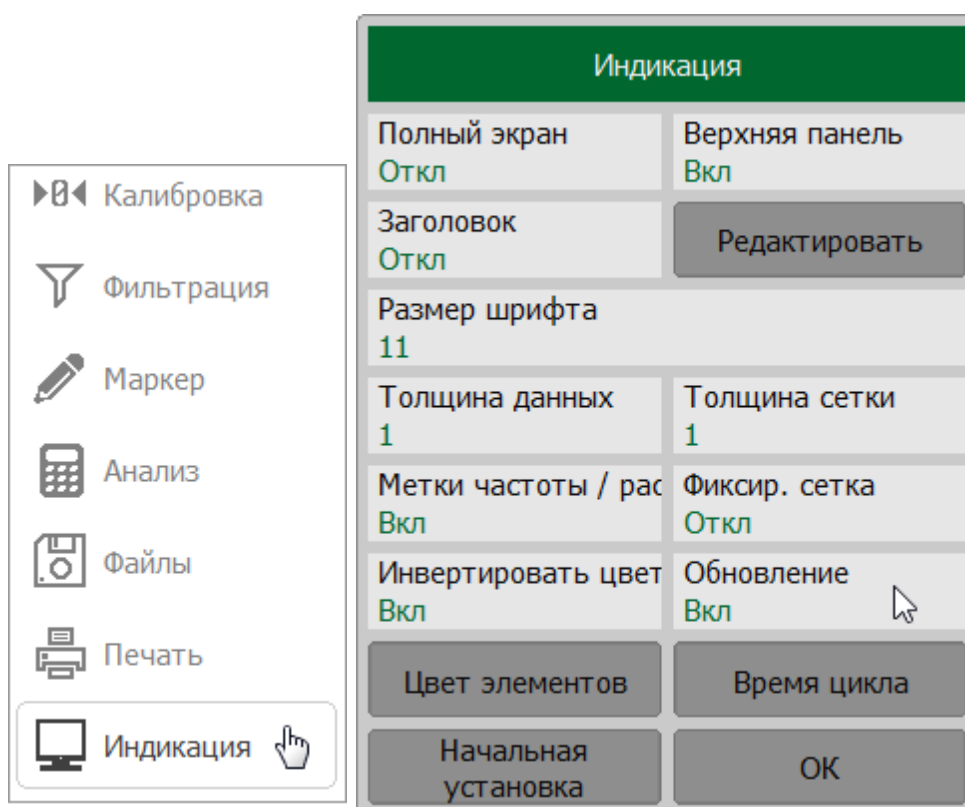 Калибровка
Фильтрация
Маркер
Анализ
Файлы
Печать
Индикация
Индикация
Полный экран
Откл
Верхняя панель
Вкл
Заголовок
Откл
Редактировать
Размер шрифта
11
Толщина данных
1
Толщина сетки
1
Метки частоты / рас
Вкл
Фиксир. сетка
Откл
Инвертировать цвет
Вкл
Обновление
Вкл
Цвет элементов
Время цикла
Начальная
установка
ОК